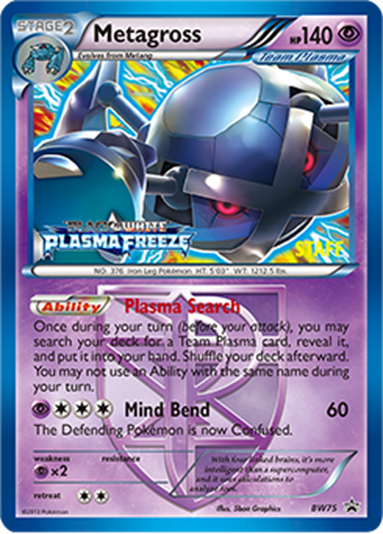 STAGE2
Metagross
HP140
Evolves from Metang
Team Plasma
BLACK & WHITE
PLASMA FREEZE
STAFF
NO. 376 Iron Leg Pokémon HT: 5'03" WT: 1212.5 lbs.
Ability Plasma Search
Once during your turn (before your attack), you may
search your deck for a Team Plasma card, reveal it,
and put it into your hand. Shuffle your deck afterward.
You may not use an Ability with the same name during
your turn.
Mind Bend 60
The Defending Pokémon is now Confused.
weakness resistance
×2
With four linked brains, it's more
intelligent than a supercomputer,
and it uses calculations to
analyze foes.
retreat
Illus. 5ban Graphics
©2013 Pokémon
BW75
PROMO